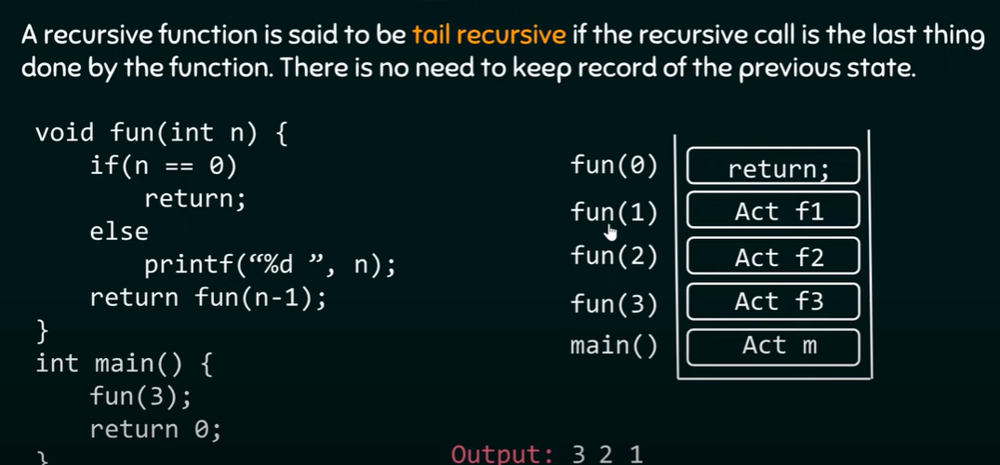 A recursive function is said to be tail recursive if the recursive call is the last thing
done by the function. There is no need to keep record of the previous state.
void fun(int n) {
if(n == 0)
return;
else
printf(“%d ”, n);
return fun(n-1);
}
int main() {
fun(3);
return 0;
}
fun(0) return;
fun(1) Act f1
fun(2) Act f2
fun(3) Act f3
main() Act m
Output: 3 2 1